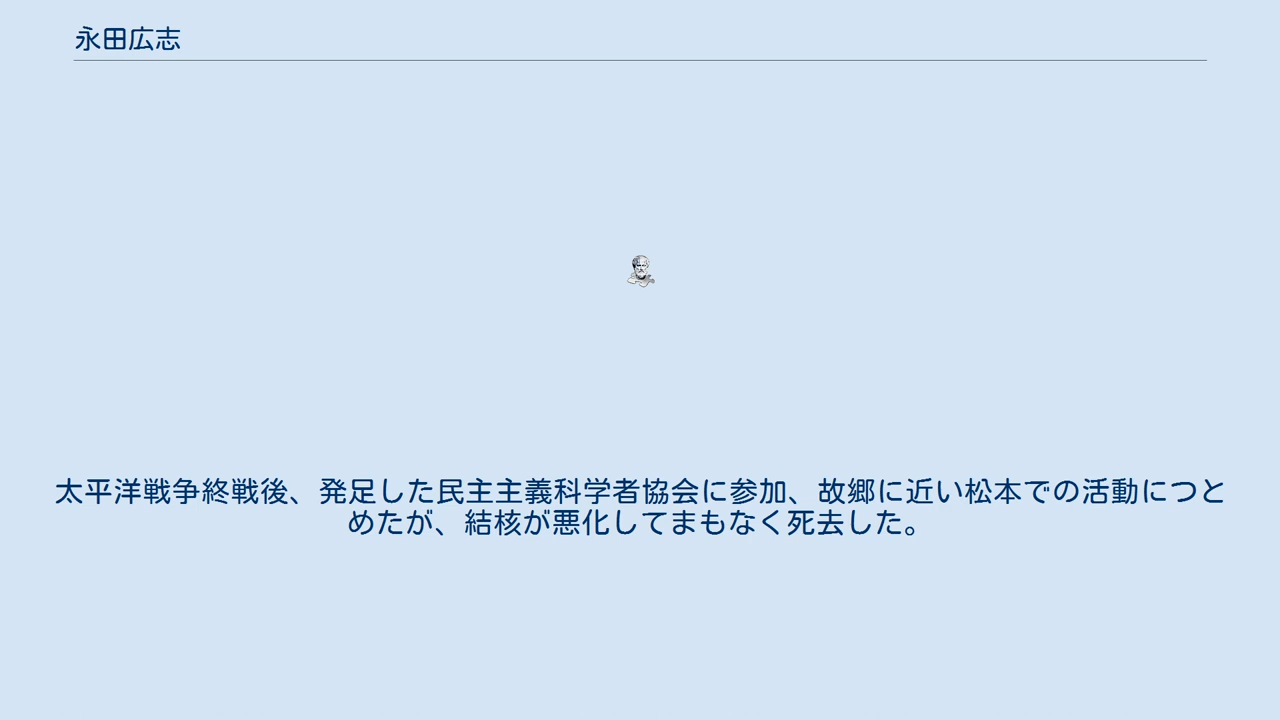 永田広志
太平洋戦争終戦後、発足した民主主義科学者協会に参加、故郷に近い松本での活動につと
めたが、結核が悪化してまもなく死去した。